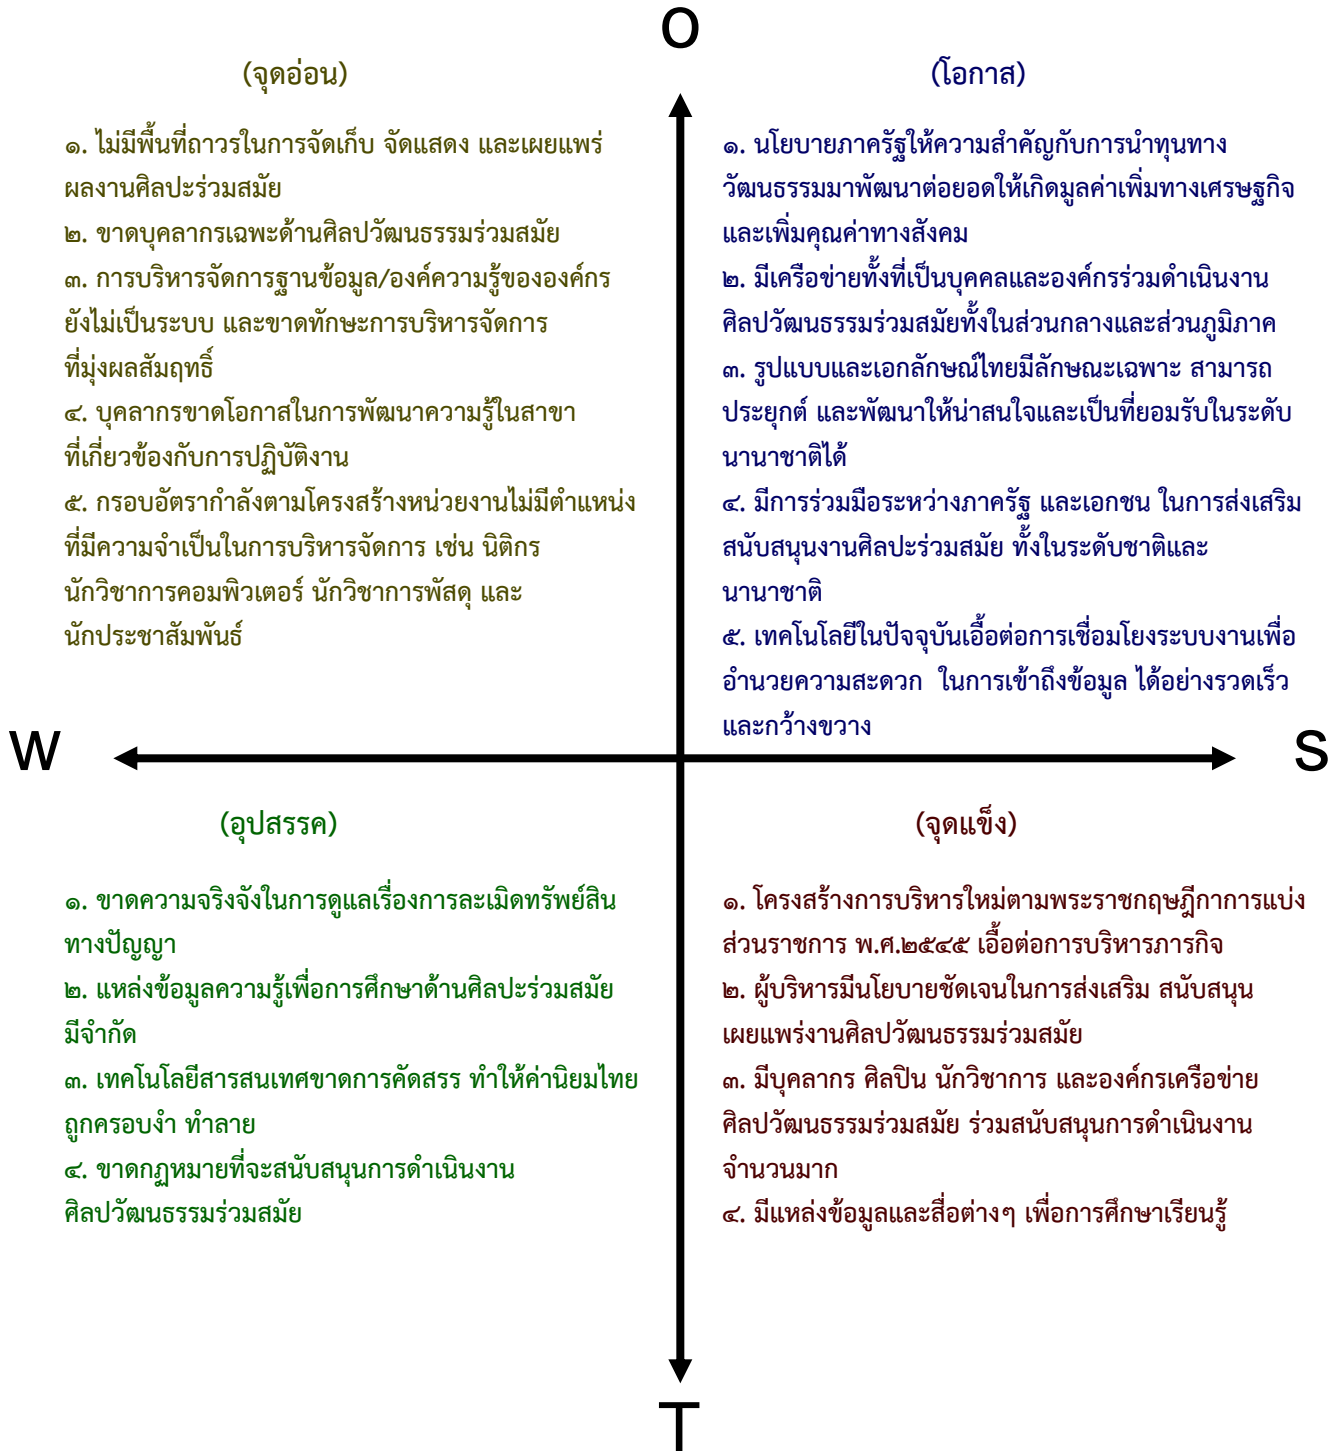 O
(จุดอ่อน)
๑. ไม่มีพื้นที่ถาวรในการจัดเก็บ จัดแสดง และเผยแพร่
ผลงานศิลปะร่วมสมัย
๒. ขาดบุคลากรเฉพะด้านศิลปวัฒนธรรมร่วมสมัย
๓. การบริหารจัดการฐานข้อมูล/องค์ความรู้ขององค์กร
ยังไม่เป็นระบบ และขาดทักษะการบริหารจัดการ
ที่มุ่งผลสัมฤทธิ์
๔. บุคลากรขาดโอกาสในการพัฒนาความรู้ในสาขา
ที่เกี่ยวข้องกับการปฏิบัติงาน
๕. กรอบอัตรากำลังตามโครงสร้างหน่วยงานไม่มีตำแหน่ง
ที่มีความจำเป็นในการบริหารจัดการ เช่น นิติกร
นักวิชาการคอมพิวเตอร์ นักวิชาการพัสดุ และ
นักประชาสัมพันธ์
(โอกาส)
๑. นโยบายภาครัฐให้ความสำคัญกับการนำทุนทาง
วัฒนธรรมมาพัฒนาต่อยอดให้เกิดมูลค่าเพิ่มทางเศรษฐกิจ
และเพิ่มคุณค่าทางสังคม
๒. มีเครือข่ายทั้งที่เป็นบุคคลและองค์กรร่วมดำเนินงาน
ศิลปวัฒนธรรมร่วมสมัยทั้งในส่วนกลางและส่วนภูมิภาค
๓. รูปแบบและเอกลักษณ์ไทยมีลักษณะเฉพาะ สามารถ
ประยุกต์ และพัฒนาให้น่าสนใจและเป็นที่ยอมรับในระดับ
นานาชาติได้
๔. มีการร่วมมือระหว่างภาครัฐ และเอกชน ในการส่งเสริม
สนับสนุนงานศิลปะร่วมสมัย ทั้งในระดับชาติและ
นานาชาติ
๕. เทคโนโลยีในปัจจุบันเอื้อต่อการเชื่อมโยงระบบงานเพื่อ
อำนวยความสะดวก ในการเข้าถึงข้อมูล ได้อย่างรวดเร็ว
และกว้างขวาง
W
S
(อุปสรรค)
๑. ขาดความจริงจังในการดูแลเรื่องการละเมิดทรัพย์สิน
ทางปัญญา
๒. แหล่งข้อมูลความรู้เพื่อการศึกษาด้านศิลปะร่วมสมัย
มีจำกัด
๓. เทคโนโลยีสารสนเทศขาดการคัดสรร ทำให้ค่านิยมไทย
ถูกครอบงำ ทำลาย
๔. ขาดกฎหมายที่จะสนับสนุนการดำเนินงาน
ศิลปวัฒนธรรมร่วมสมัย
(จุดแข็ง)
๑. โครงสร้างการบริหารใหม่ตามพระราชกฤษฎีกาการแบ่ง
ส่วนราชการ พ.ศ.๒๕๔๕ เอื้อต่อการบริหารภารกิจ
๒. ผู้บริหารมีนโยบายชัดเจนในการส่งเสริม สนับสนุน
เผยแพร่งานศิลปวัฒนธรรมร่วมสมัย
๓. มีบุคลากร ศิลปิน นักวิชาการ และองค์กรเครือข่าย
ศิลปวัฒนธรรมร่วมสมัย ร่วมสนับสนุนการดำเนินงาน
จำนวนมาก
๔. มีแหล่งข้อมูลและสื่อต่างๆ เพื่อการศึกษาเรียนรู้
T